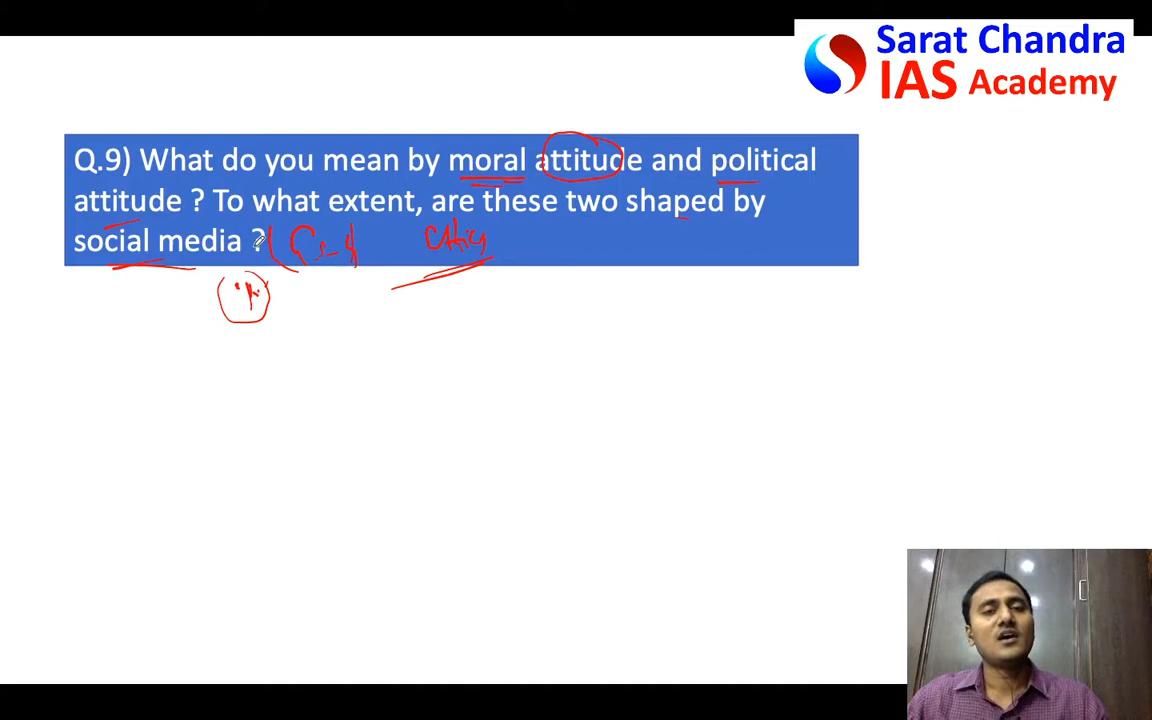 Sarat Chandra
IAS Academy
Q.9) What do you mean by moral attitude and political
attitude ? To what extent, are these two shaped by
social media ?
Ethics